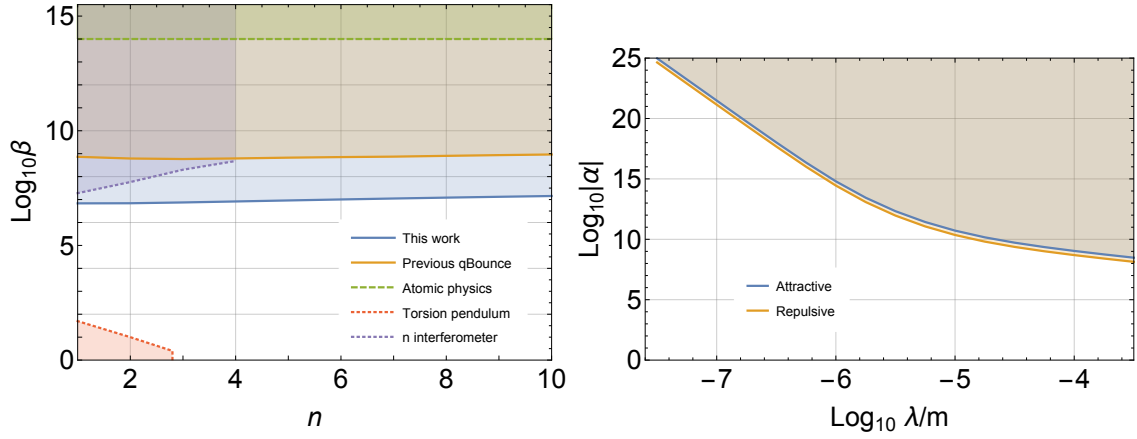 15
10
5
0
Log10β
2
4
6
8
10
n
This work
Previous qBounce
Atomic physics
Torsion pendulum
n interferometer
25
20
15
10
5
0
Log10|α|
Attractive
Repulsive
−7
−6
−5
−4
Log10 λ/m